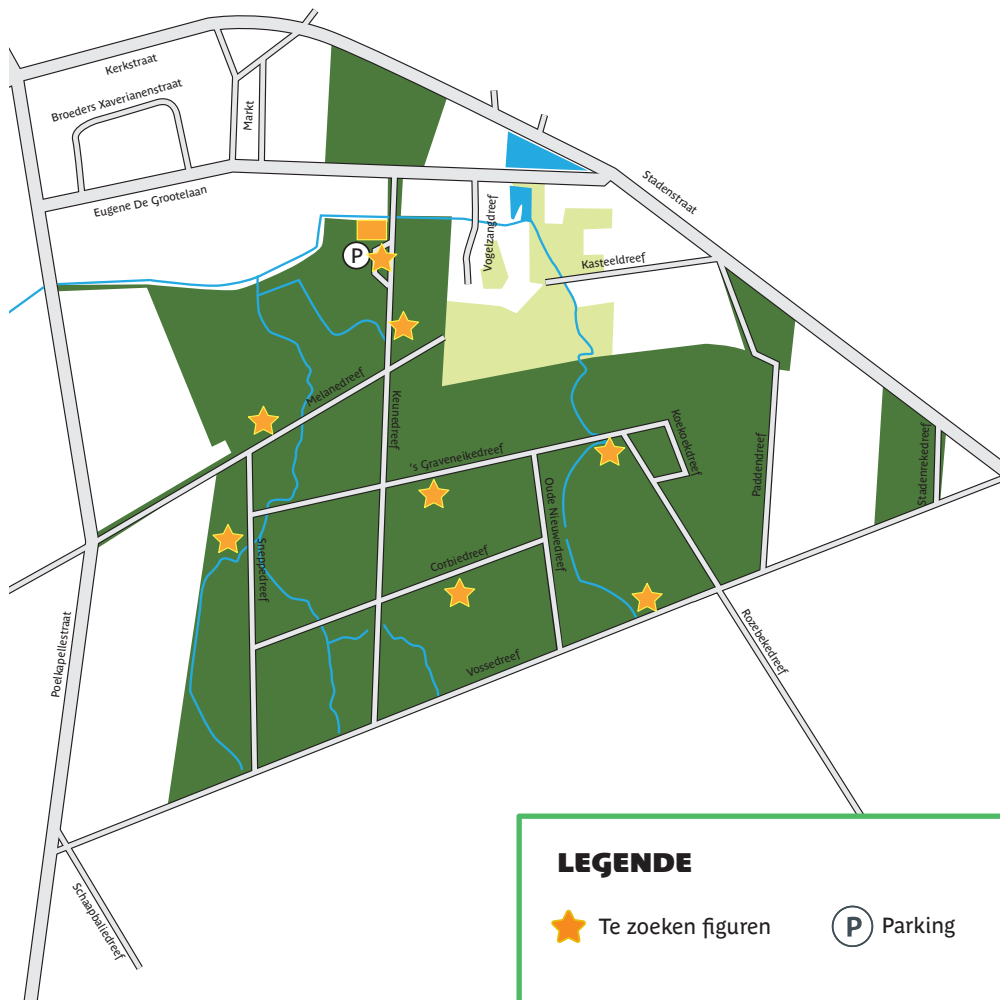 Kerkstraat
Broeders Xaverianenstraat
Markt
Eugene De Grootelaan
Stadenstraat
Vogelzangdreef
Kasteeldreef
P
Melanedreef
Keunedreef
Koekoekdreef
's Graveneikedreef
Paddendreef
Stadenrekedreef
Oude Nieuwedreef
Sneppedreef
Corbiedreef
Vossedreef
Poelkapellestraat
Rozebekedreef
Schaapbaliedreef
LEGENDE
Te zoeken figuren
P Parking